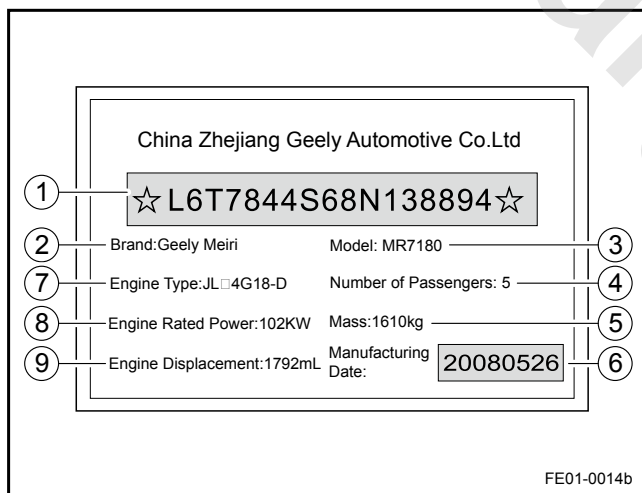 China Zhejiang Geely Automotive Co.Ltd
1 ☆L6T7844S68N138894☆
2 Brand:Geely Meiri Model: MR7180 3
7 Engine Type:JL□4G18-D Number of Passengers: 5 4
8 Engine Rated Power:102KW Mass:1610kg 5
9 Engine Displacement:1792mL Manufacturing Date: 20080526 6
FE01-0014b